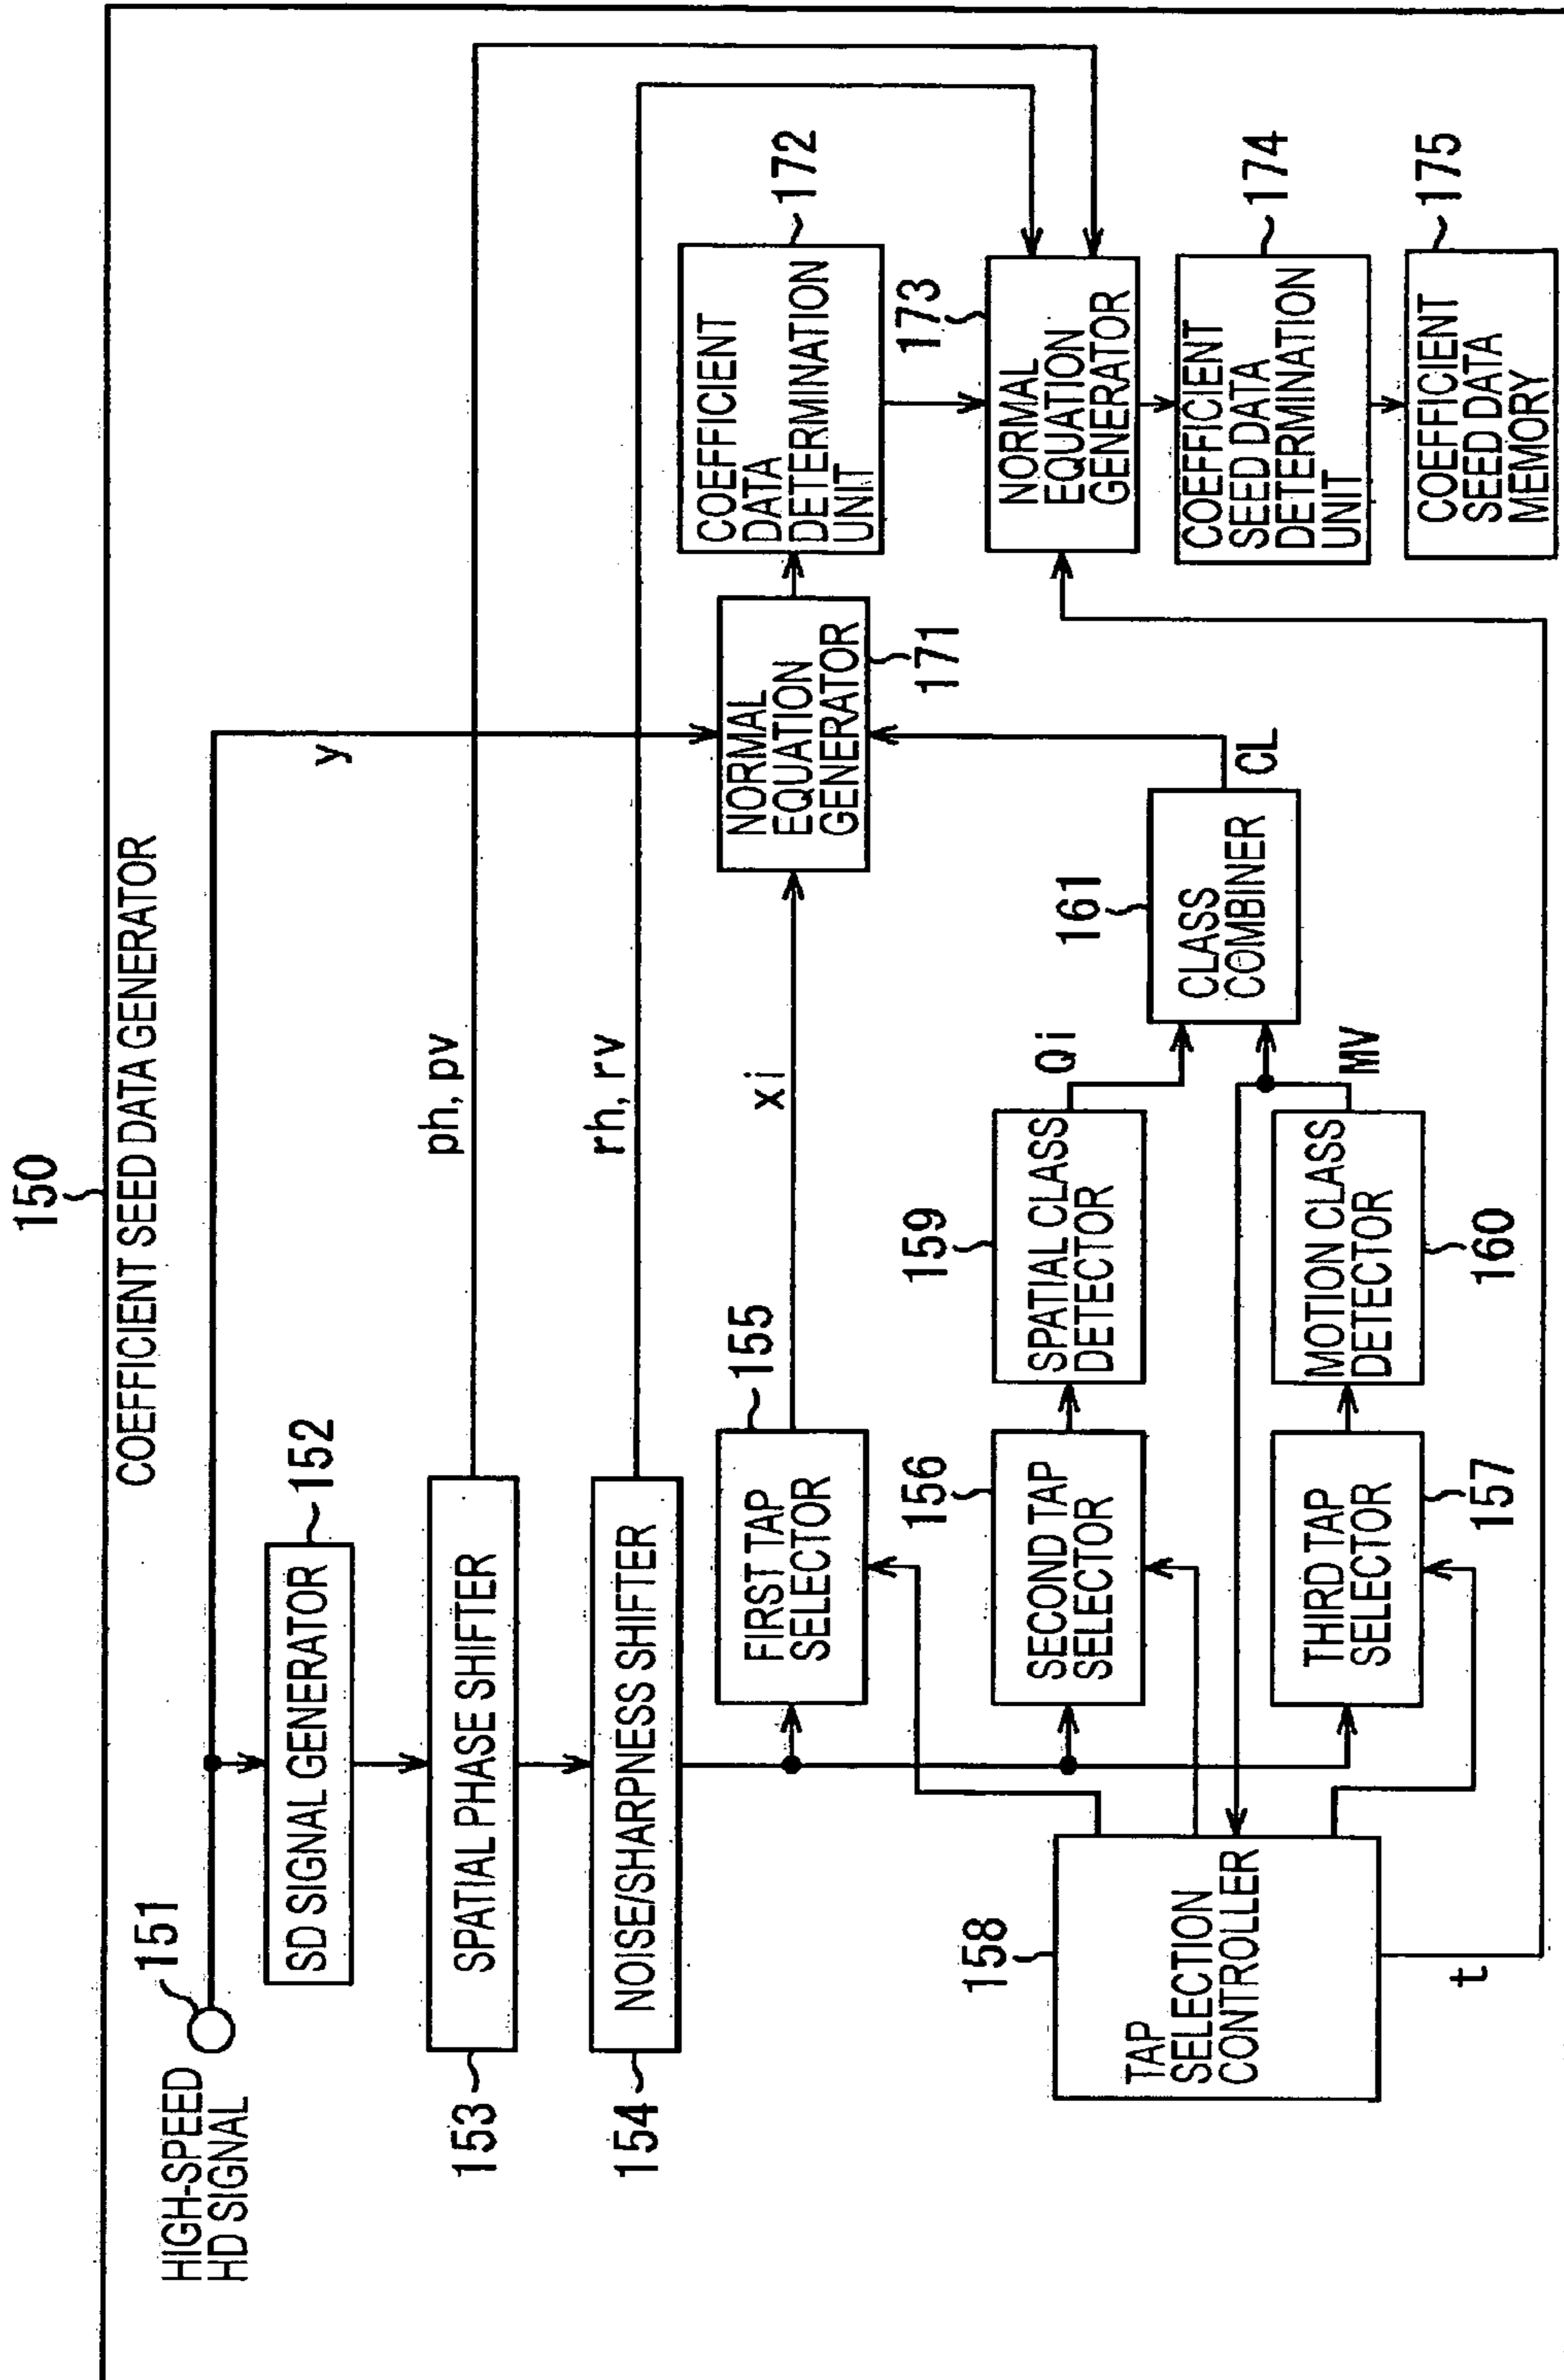 150
COEFFICIENT SEED DATA GENERATOR
HIGH-SPEED
HD SIGNAL
151
SD SIGNAL GENERATOR
152
y
153
SPATIAL PHASE SHIFTER
ph, pv
154
NOISE/SHARPNESS SHIFTER
rh, rv
FIRST TAP
SELECTOR
155
xi
NORMAL
EQUATION
GENERATOR
171
COEFFICIENT
DATA
DETERMINATION
UNIT
172
156
SECOND TAP
SELECTOR
159
SPATIAL CLASS
DETECTOR
Qi
161
CLASS
COMBINER
CL
173
NORMAL
EQUATION
GENERATOR
COEFFICIENT
SEED DATA
DETERMINATION
UNIT
174
COEFFICIENT
SEED DATA
MEMORY
175
158
TAP
SELECTION
CONTROLLER
THIRD TAP
SELECTOR
157
MOTION CLASS
DETECTOR
160
MV
t